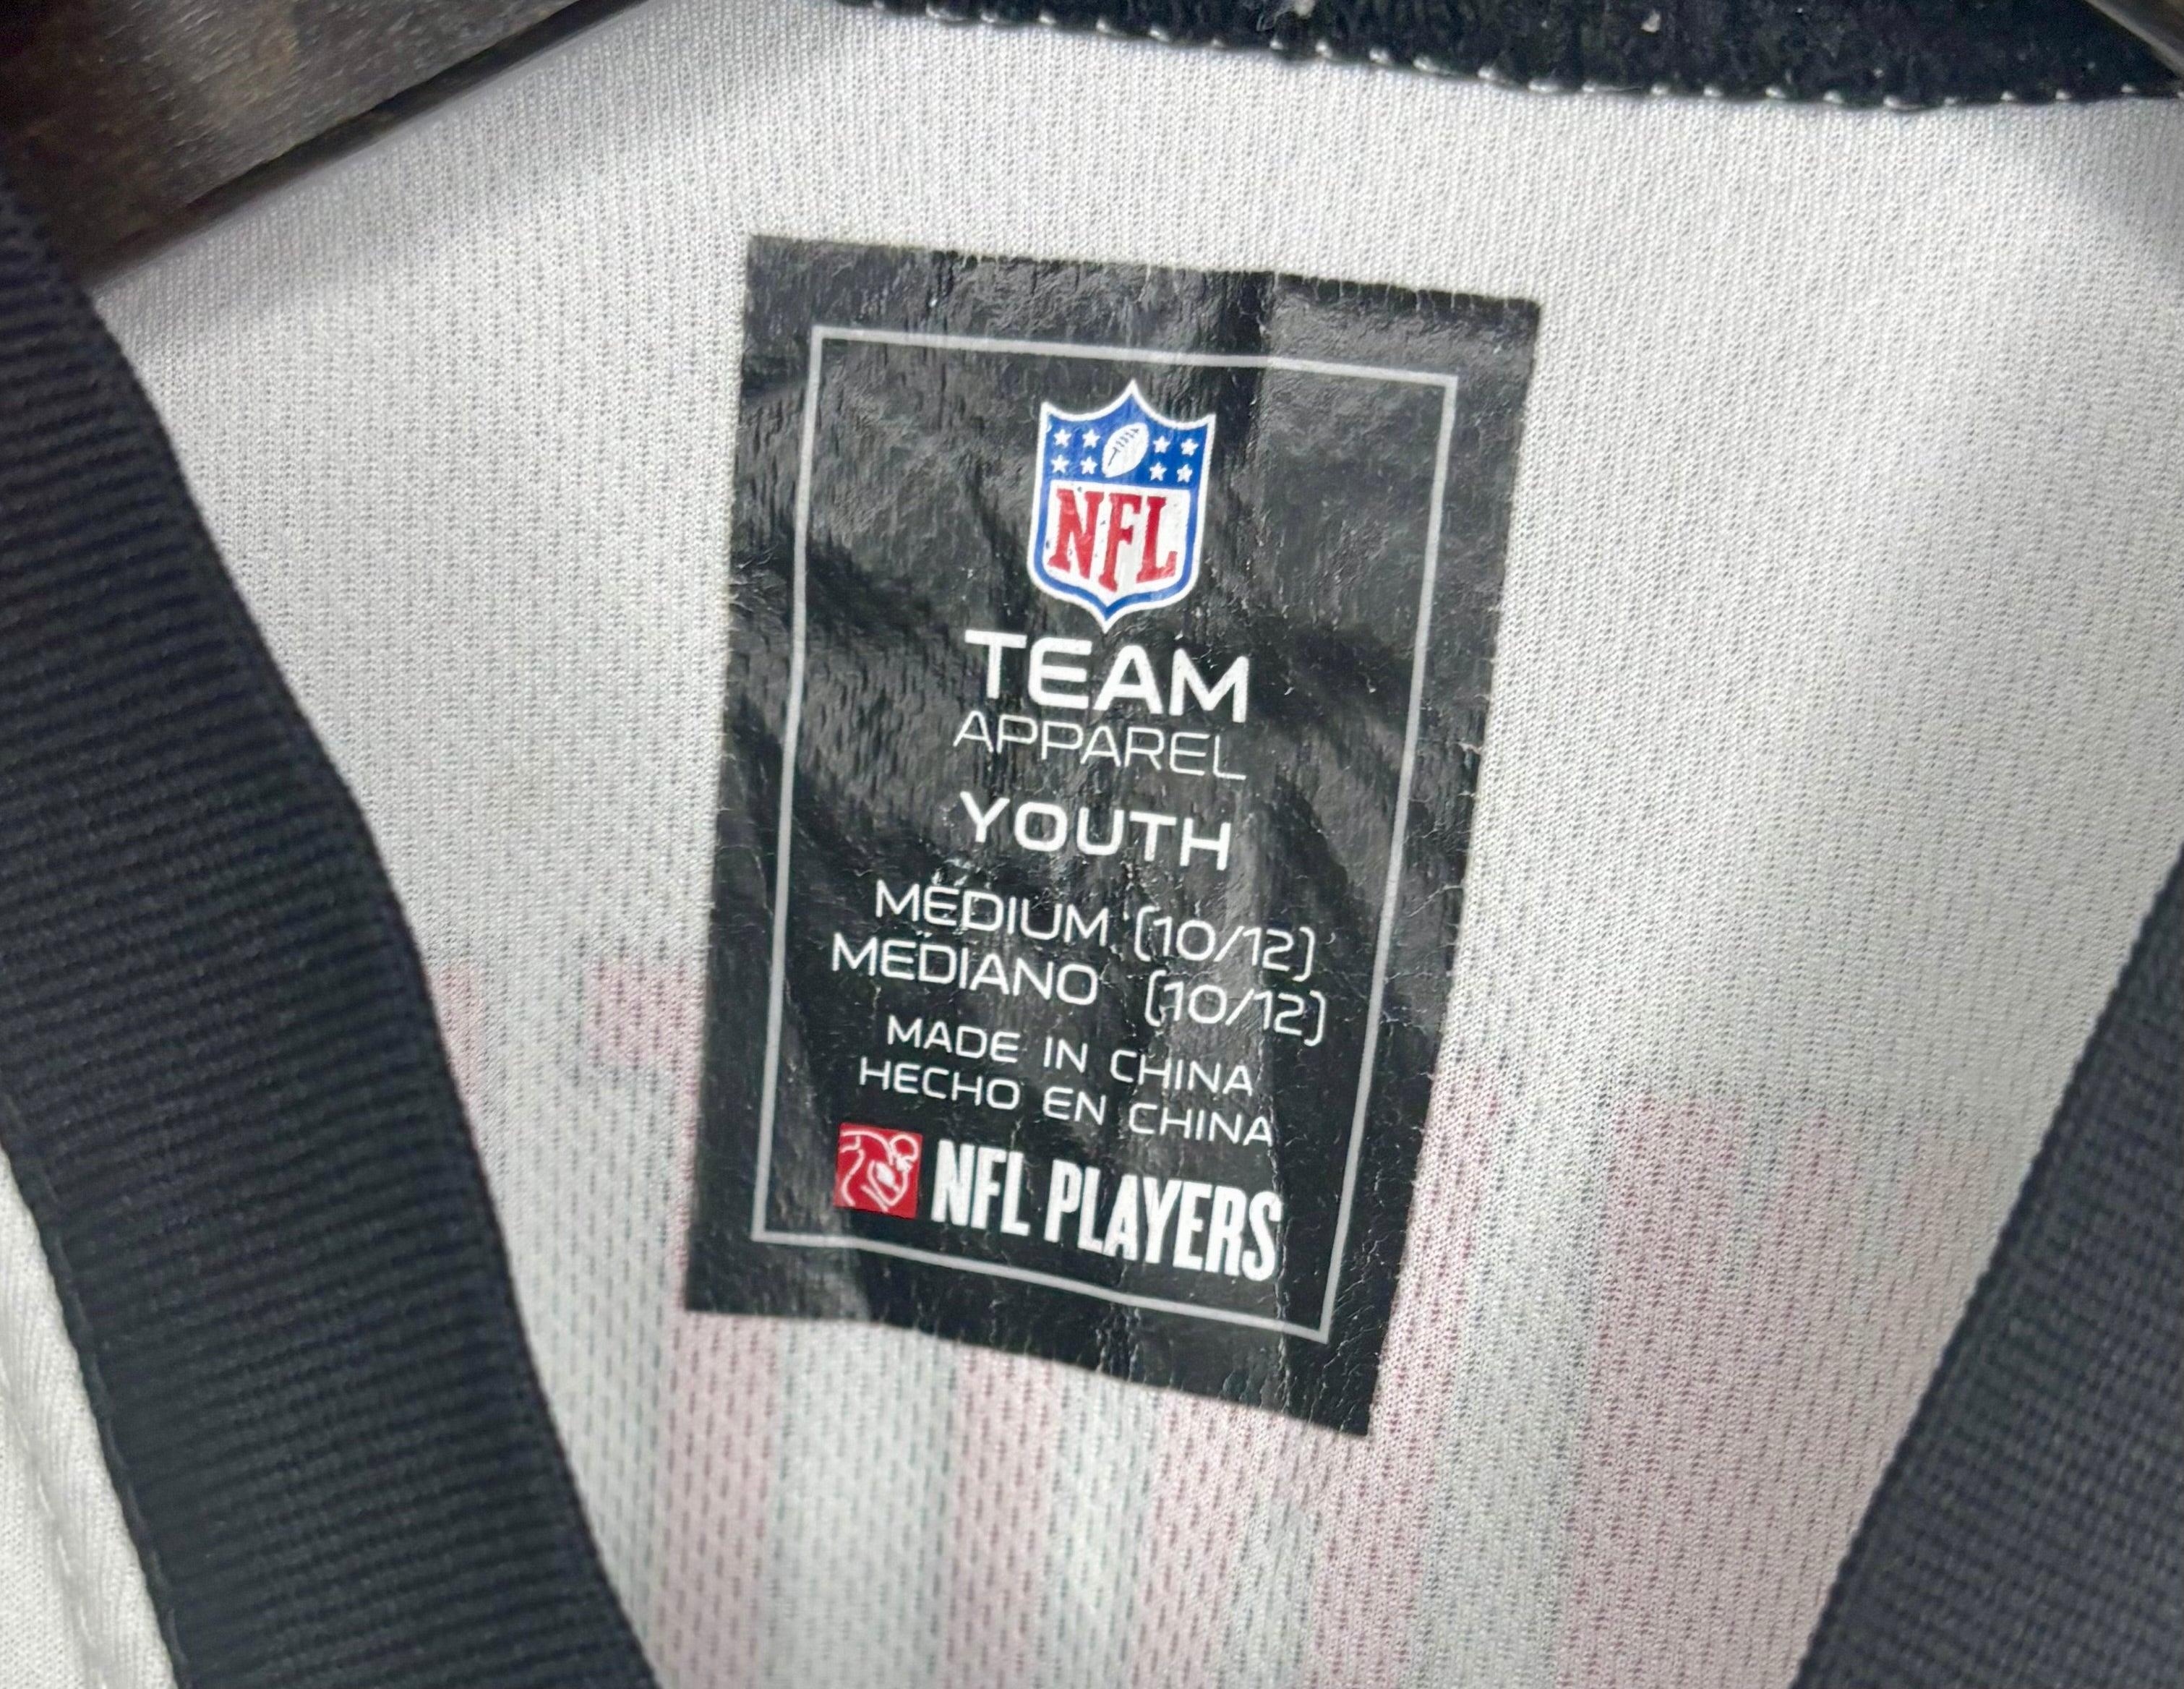 NFL
TEAM
APPAREL
YOUTH
MEDIUM (10/12)
MEDIANO (10/12)
MADE IN CHINA
HECHO EN CHINA
NFL PLAYERS